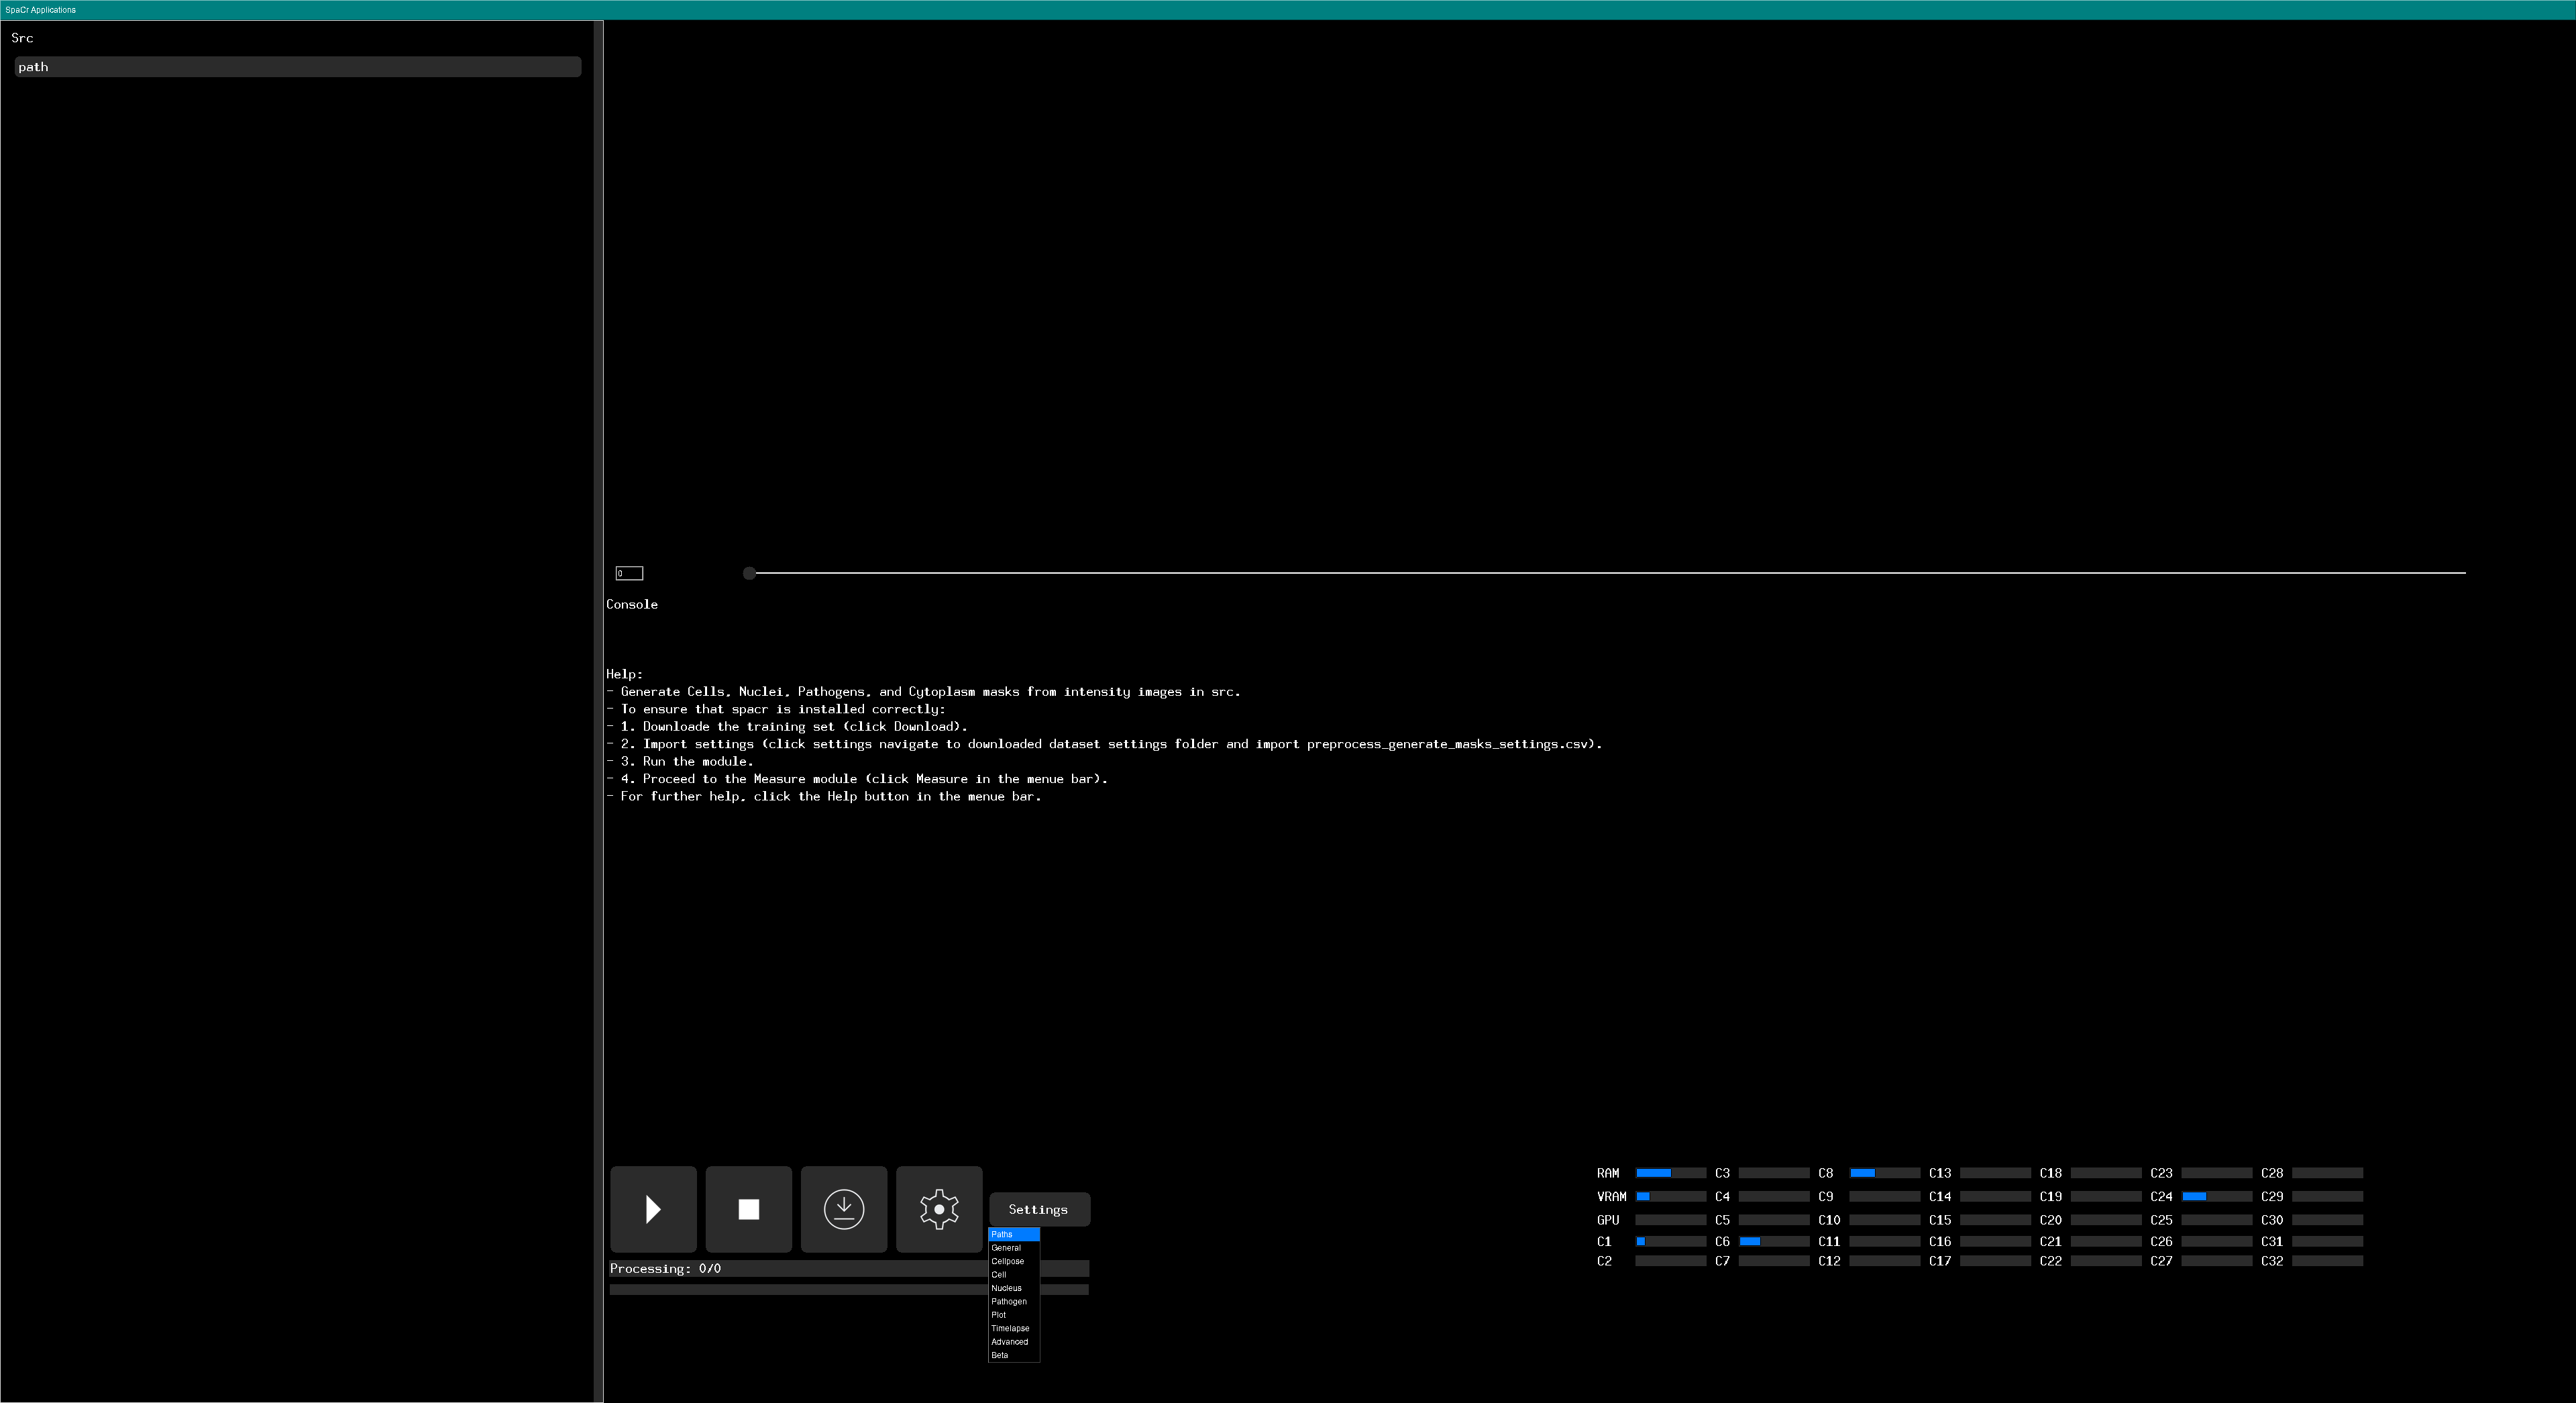 SpaCr Applications
Src
path
0
Console
Help:
- Generate Cells, Nuclei, Pathogens, and Cytoplasm masks from intensity images in src.
- To ensure that spacr is installed correctly:
- 1. Downloade the training set (click Download).
- 2. Import settings (click settings navigate to downloaded dataset settings folder and import preprocess_generate_masks_settings.csv).
- 3. Run the module.
- 4. Proceed to the Measure module (click Measure in the menue bar).
- For further help, click the Help button in the menue bar.
Settings
Paths
General
Cellpose
Cell
Nucleus
Pathogen
Plot
Timelapse
Advanced
Beta
Processing: 0/0
RAM C3 C8 C13 C18 C23 C28
VRAM C4 C9 C14 C19 C24 C29
GPU C5 C10 C15 C20 C25 C30
C1 C6 C11 C16 C21 C26 C31
C2 C7 C12 C17 C22 C27 C32